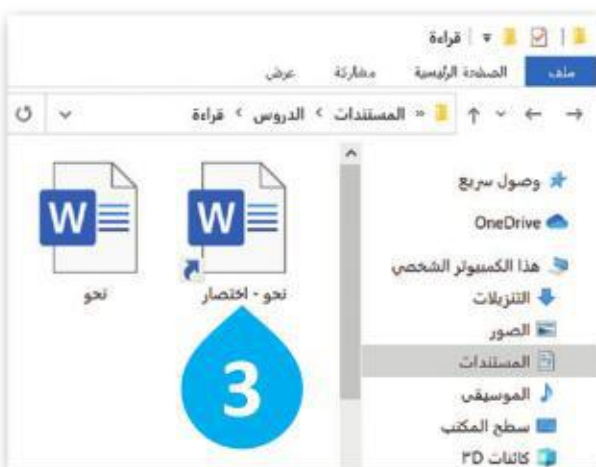 قراءة
ملف الصفحة الرئيسية مشاركة عرض
« المستندات > الدروس > قراءة
وصول سريع
OneDrive
هذا الكمبيوتر الشخصي
التنزيلات
الصور
المستندات
الموسيقى
سطح المكتب
كائنات 3D
W
نحو - اختصار
W
نحو
3